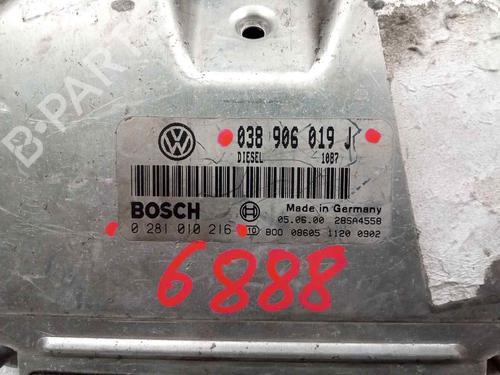 B-PARTS
038 906 019 J
DIESEL 1087
BOSCH
Made in Germany
05.06.00 28SA4558
0 281 010 216 BOO 08605 1120 0902
6888